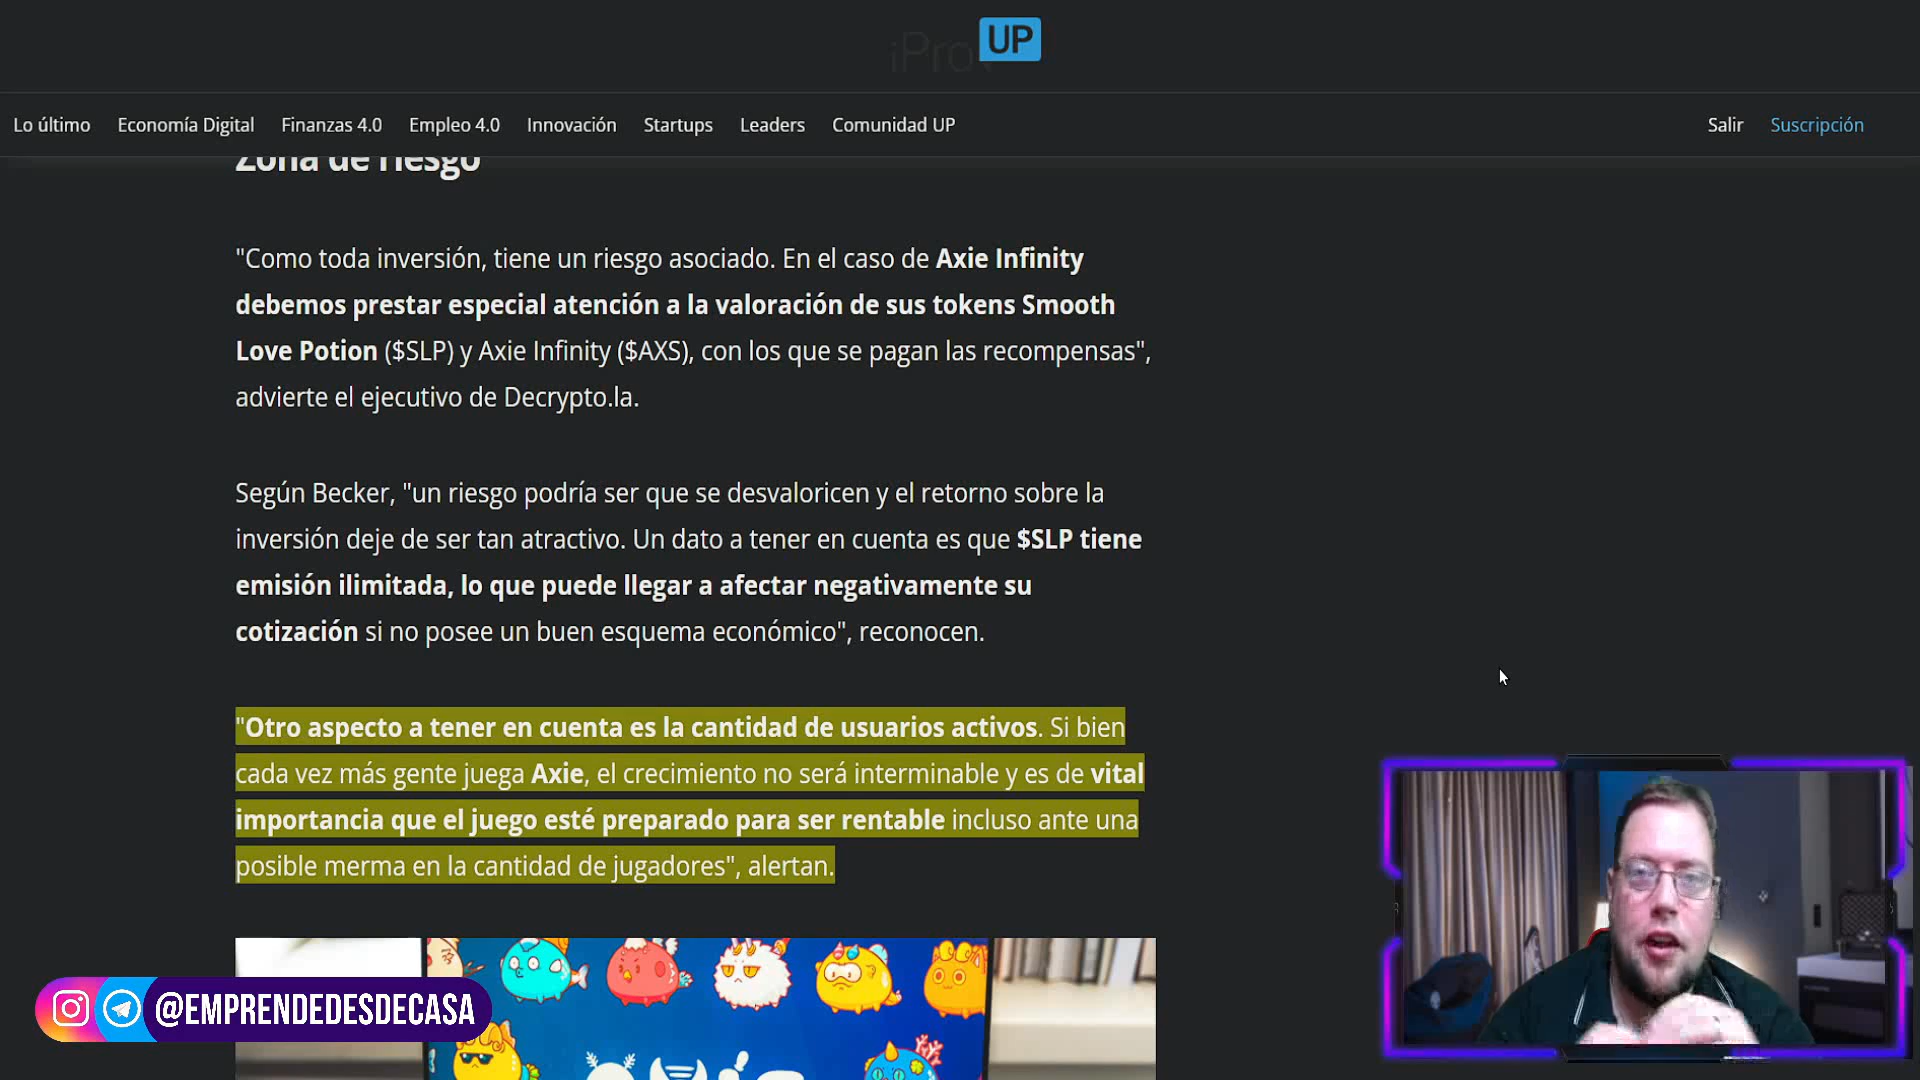 iPro UP
Lo último Economía Digital Finanzas 4.0 Empleo 4.0 Innovación Startups Leaders Comunidad UP Salir Suscripción
Zona de riesgo
"Como toda inversión, tiene un riesgo asociado. En el caso de Axie Infinity
debemos prestar especial atención a la valoración de sus tokens Smooth
Love Potion ($SLP) y Axie Infinity ($AXS), con los que se pagan las recompensas",
advierte el ejecutivo de Decrypto.la.
Según Becker, "un riesgo podría ser que se desvaloricen y el retorno sobre la
inversión deje de ser tan atractivo. Un dato a tener en cuenta es que $SLP tiene
emisión ilimitada, lo que puede llegar a afectar negativamente su
cotización si no posee un buen esquema económico", reconocen.
"Otro aspecto a tener en cuenta es la cantidad de usuarios activos. Si bien
cada vez más gente juega Axie, el crecimiento no será interminable y es de vital
importancia que el juego esté preparado para ser rentable incluso ante una
posible merma en la cantidad de jugadores", alertan.
@EMPRENDEDESDECASA